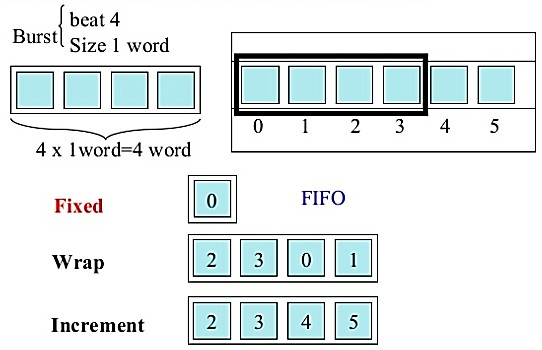 Burst
beat 4
Size 1 word
4 x 1word=4 word
0 1 2 3 4 5
Fixed 0 FIFO
Wrap 2 3 0 1
Increment 2 3 4 5